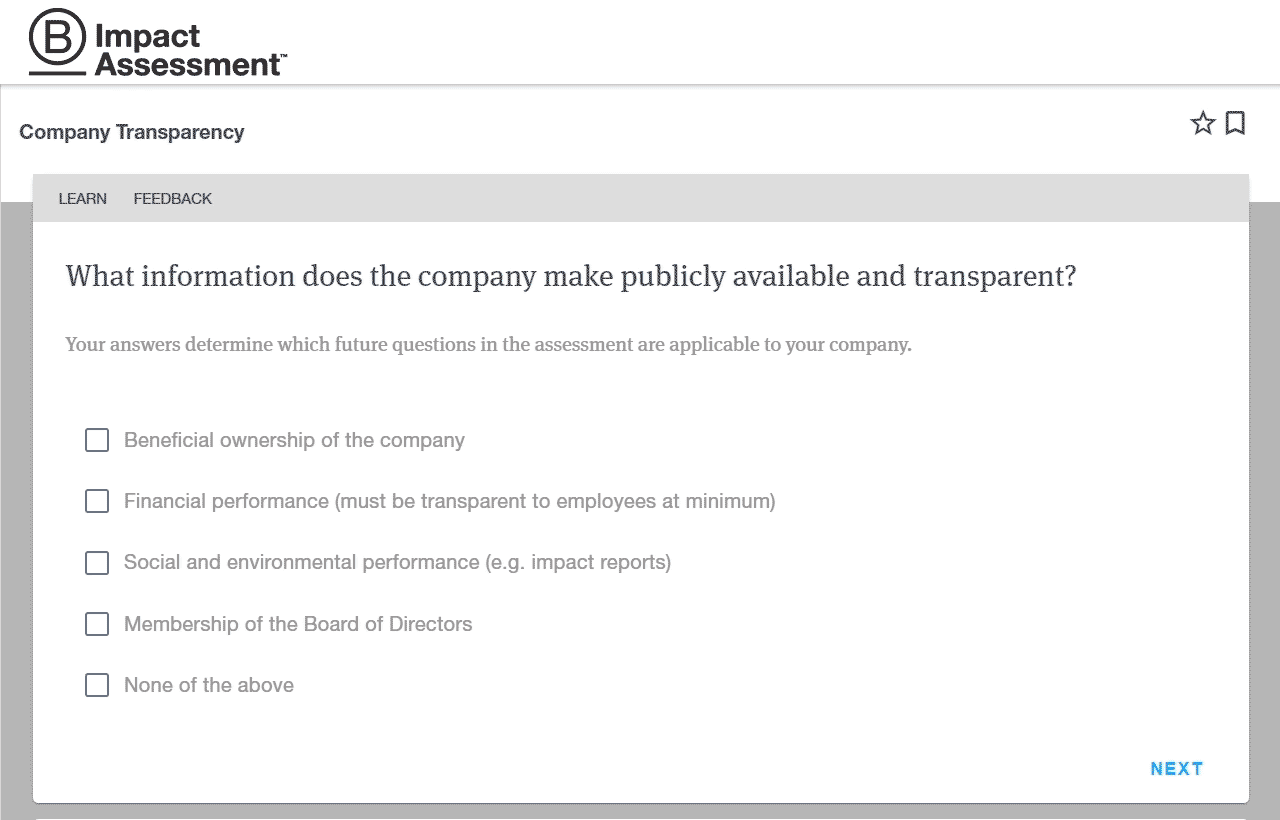 B Impact
Assessment™
Company Transparency
LEARN FEEDBACK
What information does the company make publicly available and transparent?
Your answers determine which future questions in the assessment are applicable to your company.
Beneficial ownership of the company
Financial performance (must be transparent to employees at minimum)
Social and environmental performance (e.g. impact reports)
Membership of the Board of Directors
None of the above
NEXT